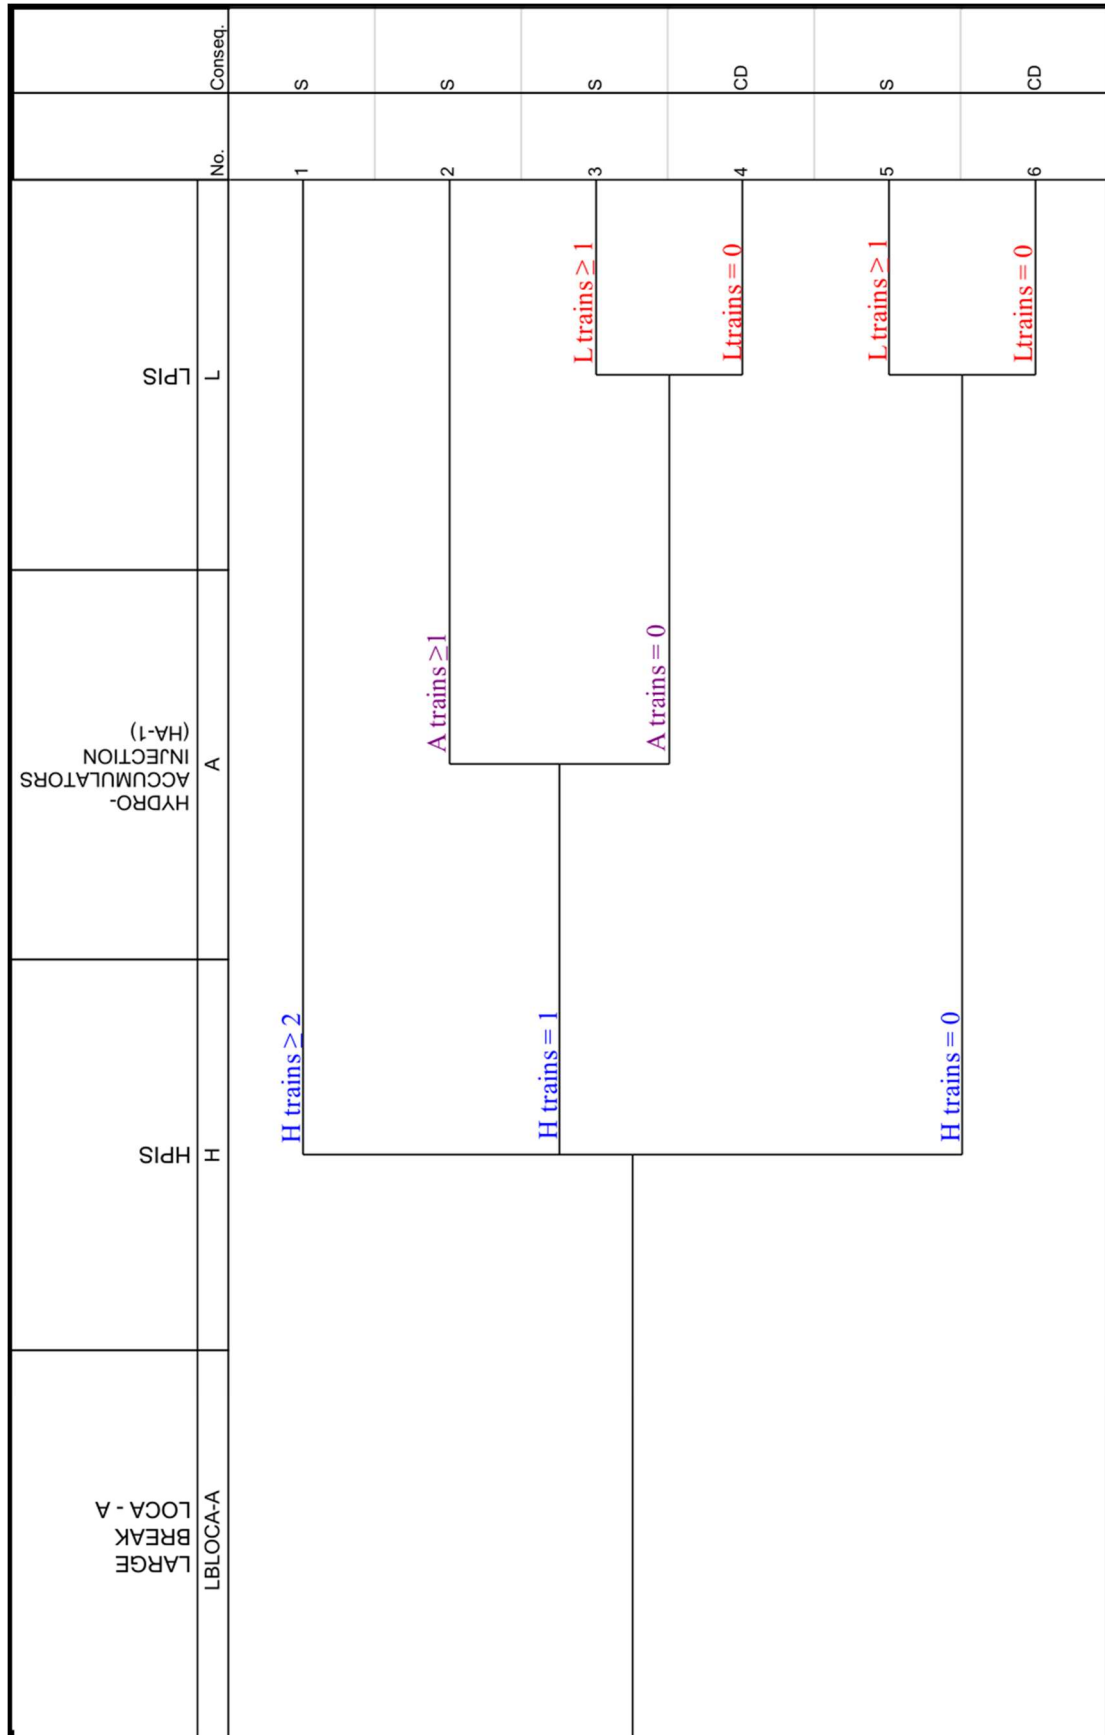 LARGE
BREAK
LOCA - A
HPIS
HYDRO-
ACCUMULATORS
INJECTION
(HA-1)
LPIS
LBLOCA-A
H
A
L
No.
Conseq.
H trains ≥ 2
1
S
A trains ≥1
2
S
L trains ≥ 1
3
S
H trains = 1
A trains = 0
Ltrains = 0
4
CD
L trains ≥ 1
5
S
H trains = 0
Ltrains = 0
6
CD